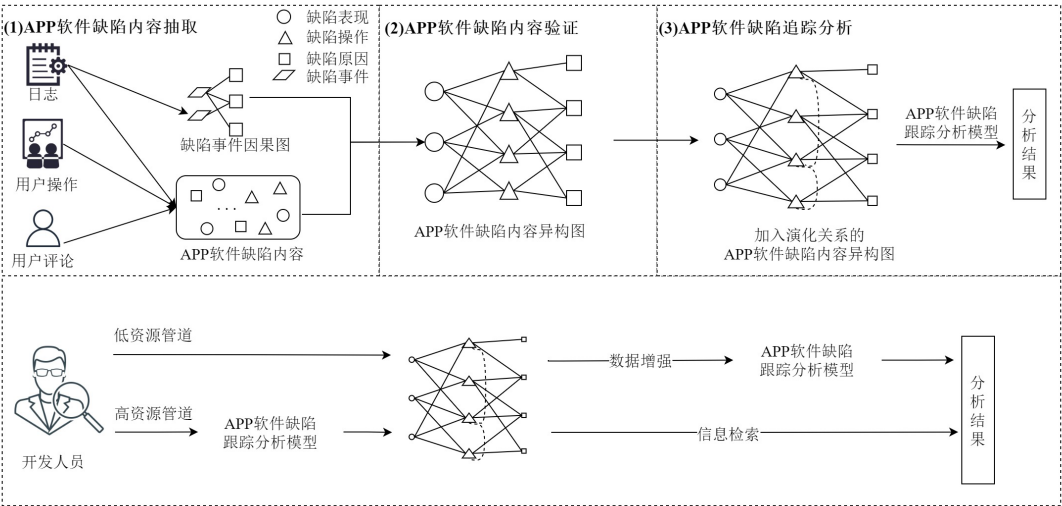 (1)APP软件缺陷内容抽取
缺陷表现
缺陷操作
缺陷原因
缺陷事件
日志
缺陷事件因果图
用户操作
. . .
用户评论
APP软件缺陷内容
(2)APP软件缺陷内容验证
APP软件缺陷内容异构图
(3)APP软件缺陷追踪分析
APP软件缺陷
跟踪分析模型
分析结果
加入演化关系的
APP软件缺陷内容异构图
开发人员
低资源管道
数据增强
APP软件缺陷
跟踪分析模型
高资源管道
APP软件缺陷
跟踪分析模型
信息检索
分析结果